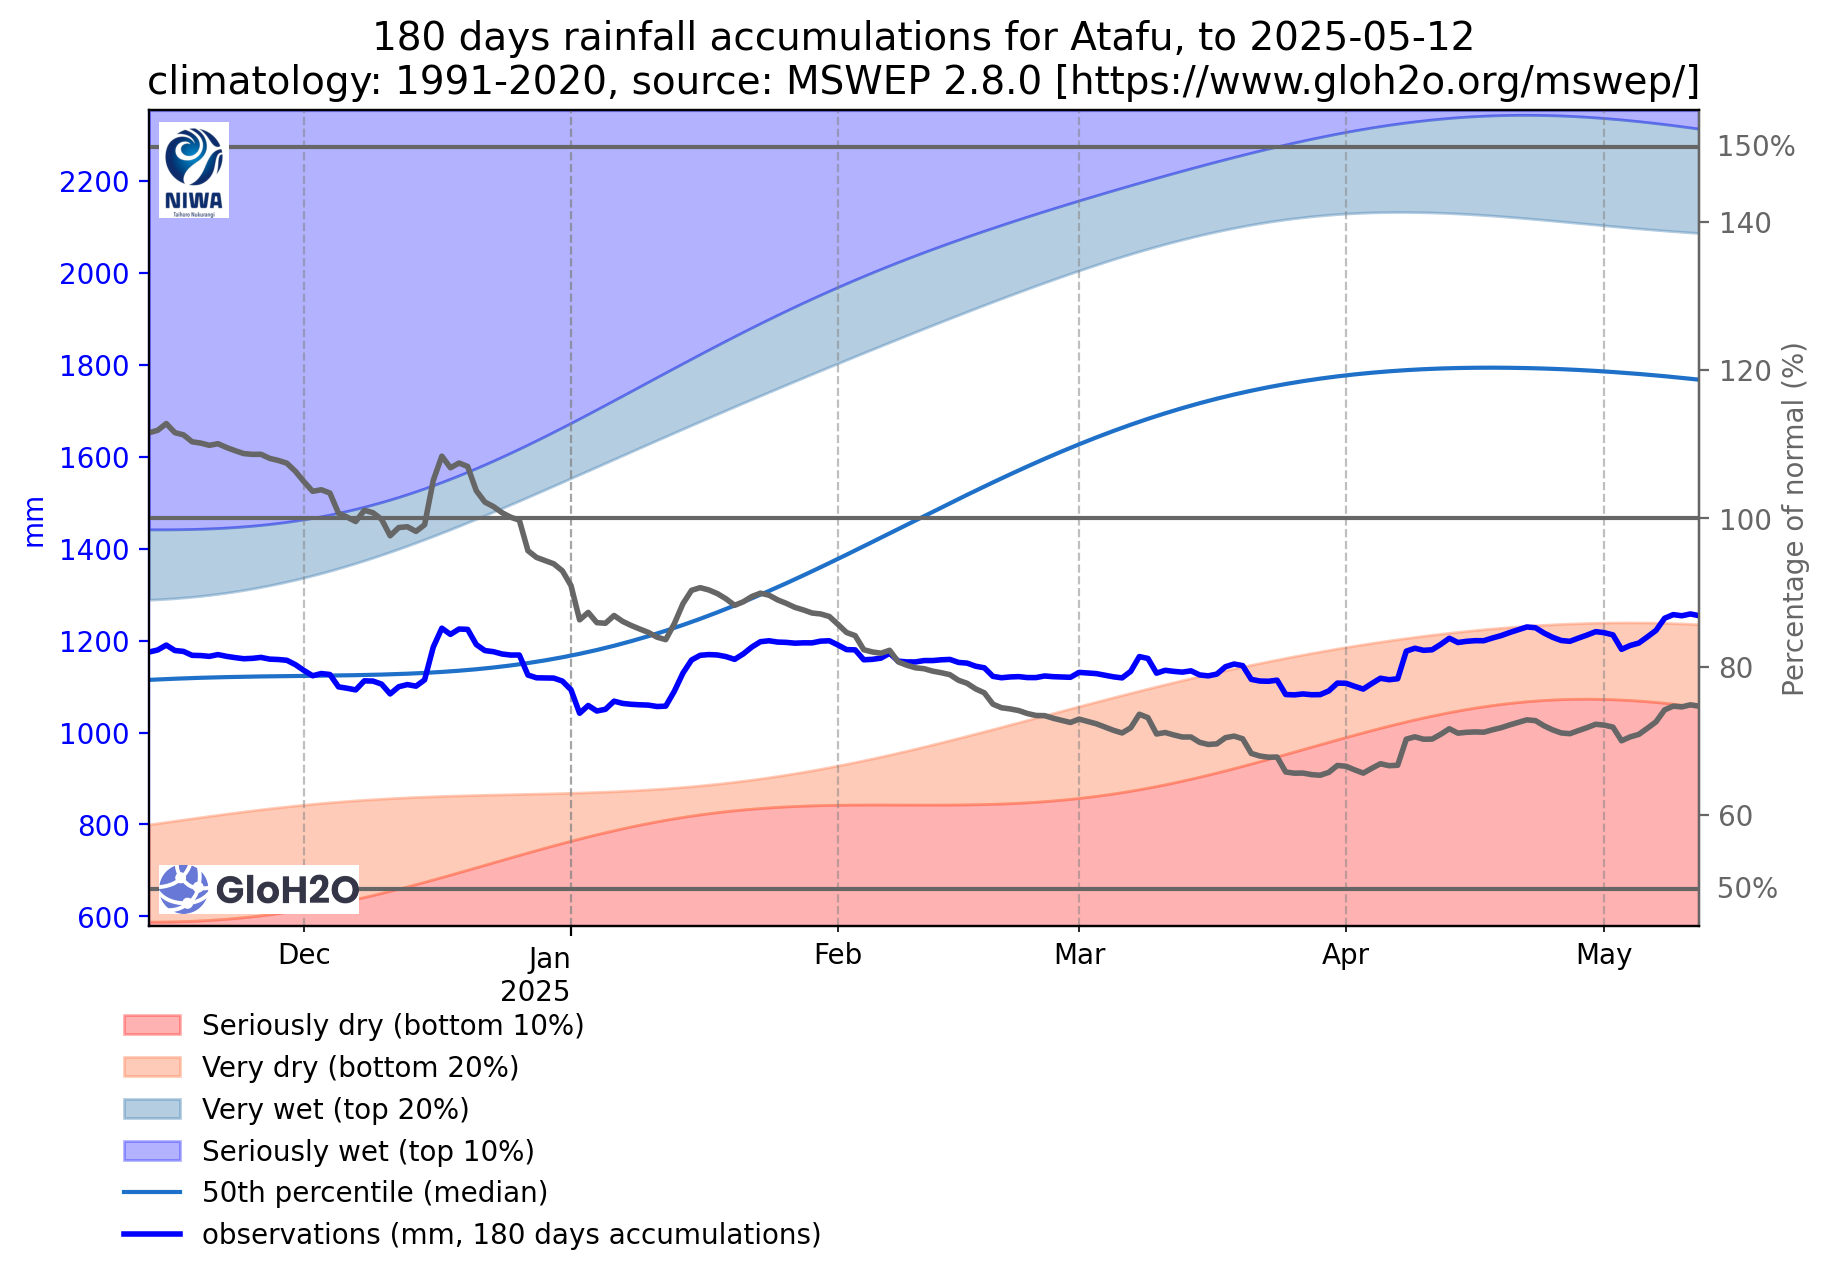 180 days rainfall accumulations for Atafu, to 2025-05-12
climatology: 1991-2020, source: MSWEP 2.8.0 [https://www.gloh2o.org/mswep/]
NIWA
Taihoro Nukurangi
2200
2000
1800
1600
1400
1200
1000
800
600
mm
150%
140
120
100
80
60
50%
Percentage of normal (%)
GloH2O
Dec
Jan
2025
Feb
Mar
Apr
May
Seriously dry (bottom 10%)
Very dry (bottom 20%)
Very wet (top 20%)
Seriously wet (top 10%)
50th percentile (median)
observations (mm, 180 days accumulations)